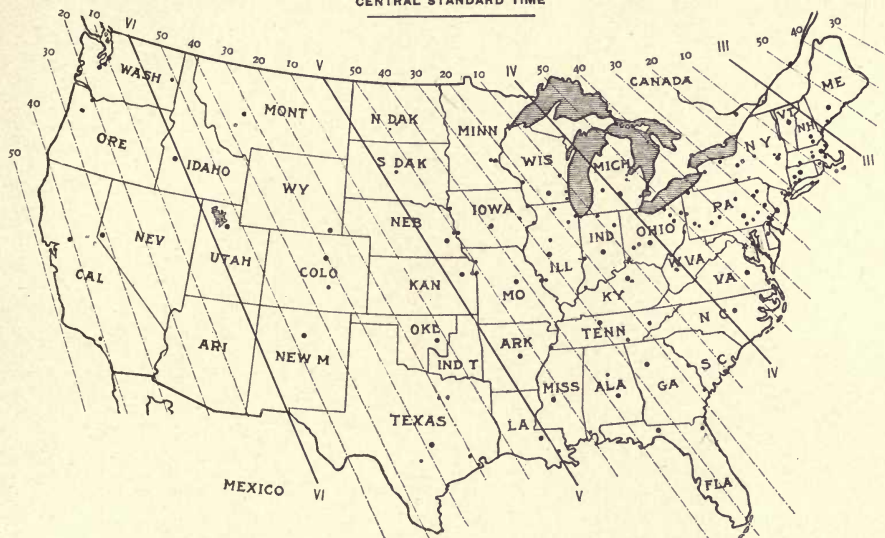 CENTRAL STANDARD TIME
20
10
VI
50
40
30
20
10
V
50
40
30
20
10
IV
50
40
30
20
10
III
50
40
30
30
40
50
WASH
MONT
N DAK
MINN
CANADA
ME
VT
NH
ORE
IDAHO
S DAK
WIS
MICH
N Y
III
WY
NEB
IOWA
PA
NEV
UTAH
COLO
KAN
MO
ILL
IND
OHIO
W VA
VA
CAL
KY
N C
ARI
NEW M
OKL
IND T
ARK
TENN
S C
IV
MISS
ALA
GA
TEXAS
LA
MEXICO
VI
V
FLA